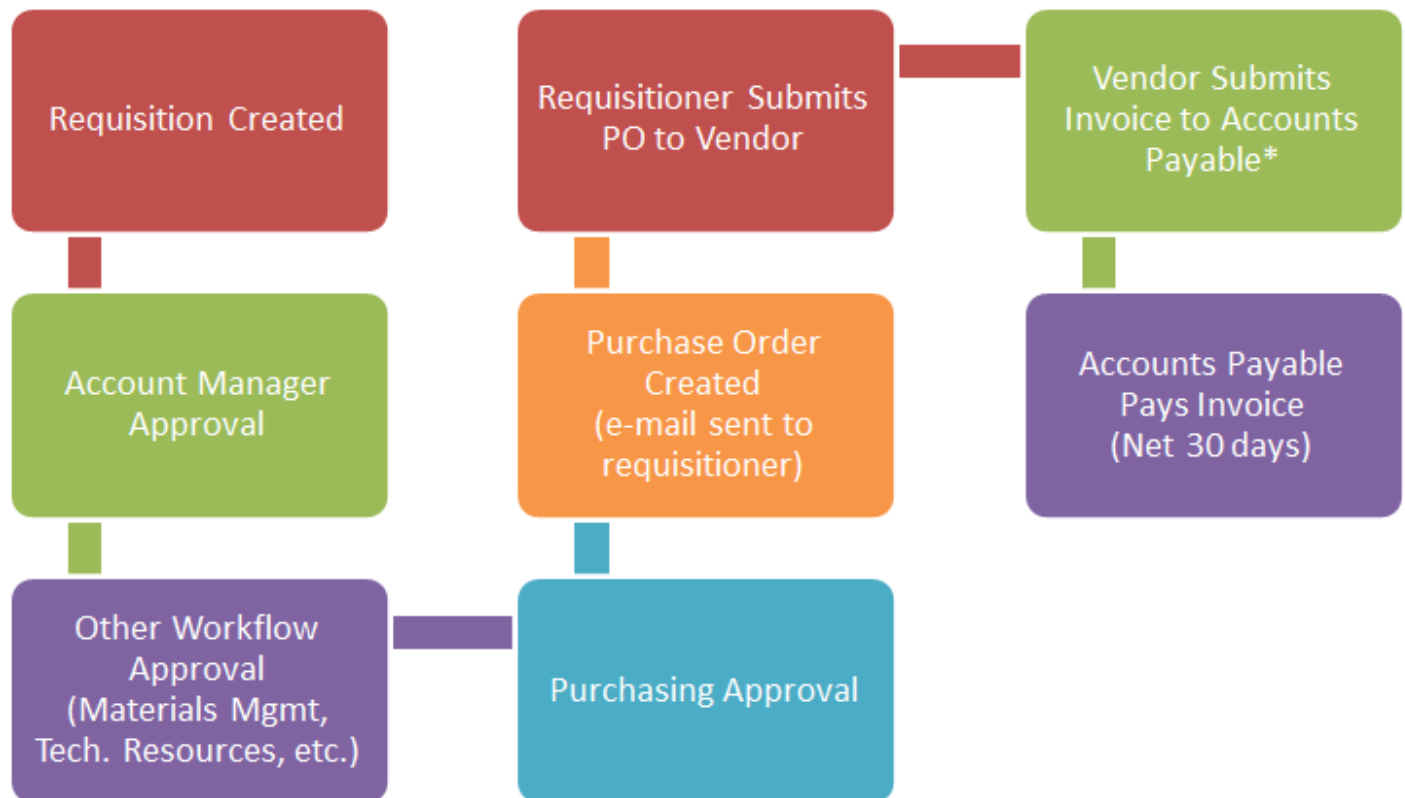 Requisition Created
Account Manager
Approval
Other Workflow
Approval
(Materials Mgmt,
Tech. Resources, etc.)
Purchasing Approval
Purchase Order
Created
(e-mail sent to
requisitioner)
Requisitioner Submits
PO to Vendor
Vendor Submits
Invoice to Accounts
Payable*
Accounts Payable
Pays Invoice
(Net 30 days)